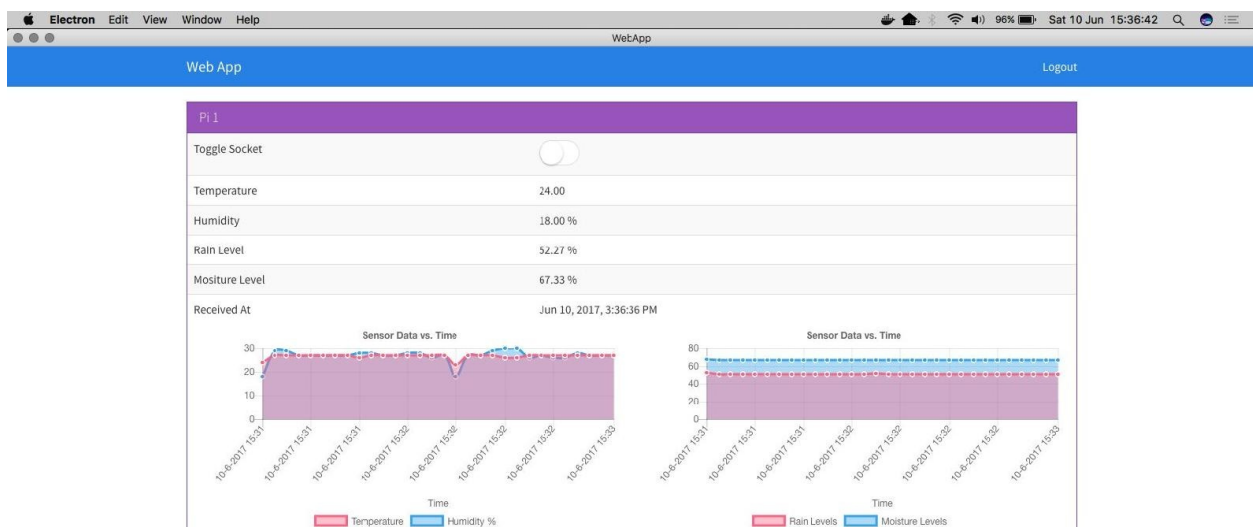 Electron Edit View Window Help 96% Sat 10 Jun 15:36:42
WebApp
Web App Logout
Pi 1
Toggle Socket
Temperature 24.00
Humidity 18.00 %
Rain Level 52.27 %
Mositure Level 67.33 %
Received At Jun 10, 2017, 3:36:36 PM
Sensor Data vs. Time
30
20
10
0
10-6-2017 15:31 10-6-2017 15:31 10-6-2017 15:31 10-6-2017 15:32 10-6-2017 15:32 10-6-2017 15:32 10-6-2017 15:32 10-6-2017 15:33
Time
Temperature Humidity %
Sensor Data vs. Time
80
60
40
20
0
10-6-2017 15:31 10-6-2017 15:31 10-6-2017 15:31 10-6-2017 15:32 10-6-2017 15:32 10-6-2017 15:32 10-6-2017 15:32 10-6-2017 15:33
Time
Rain Levels Moisture Levels